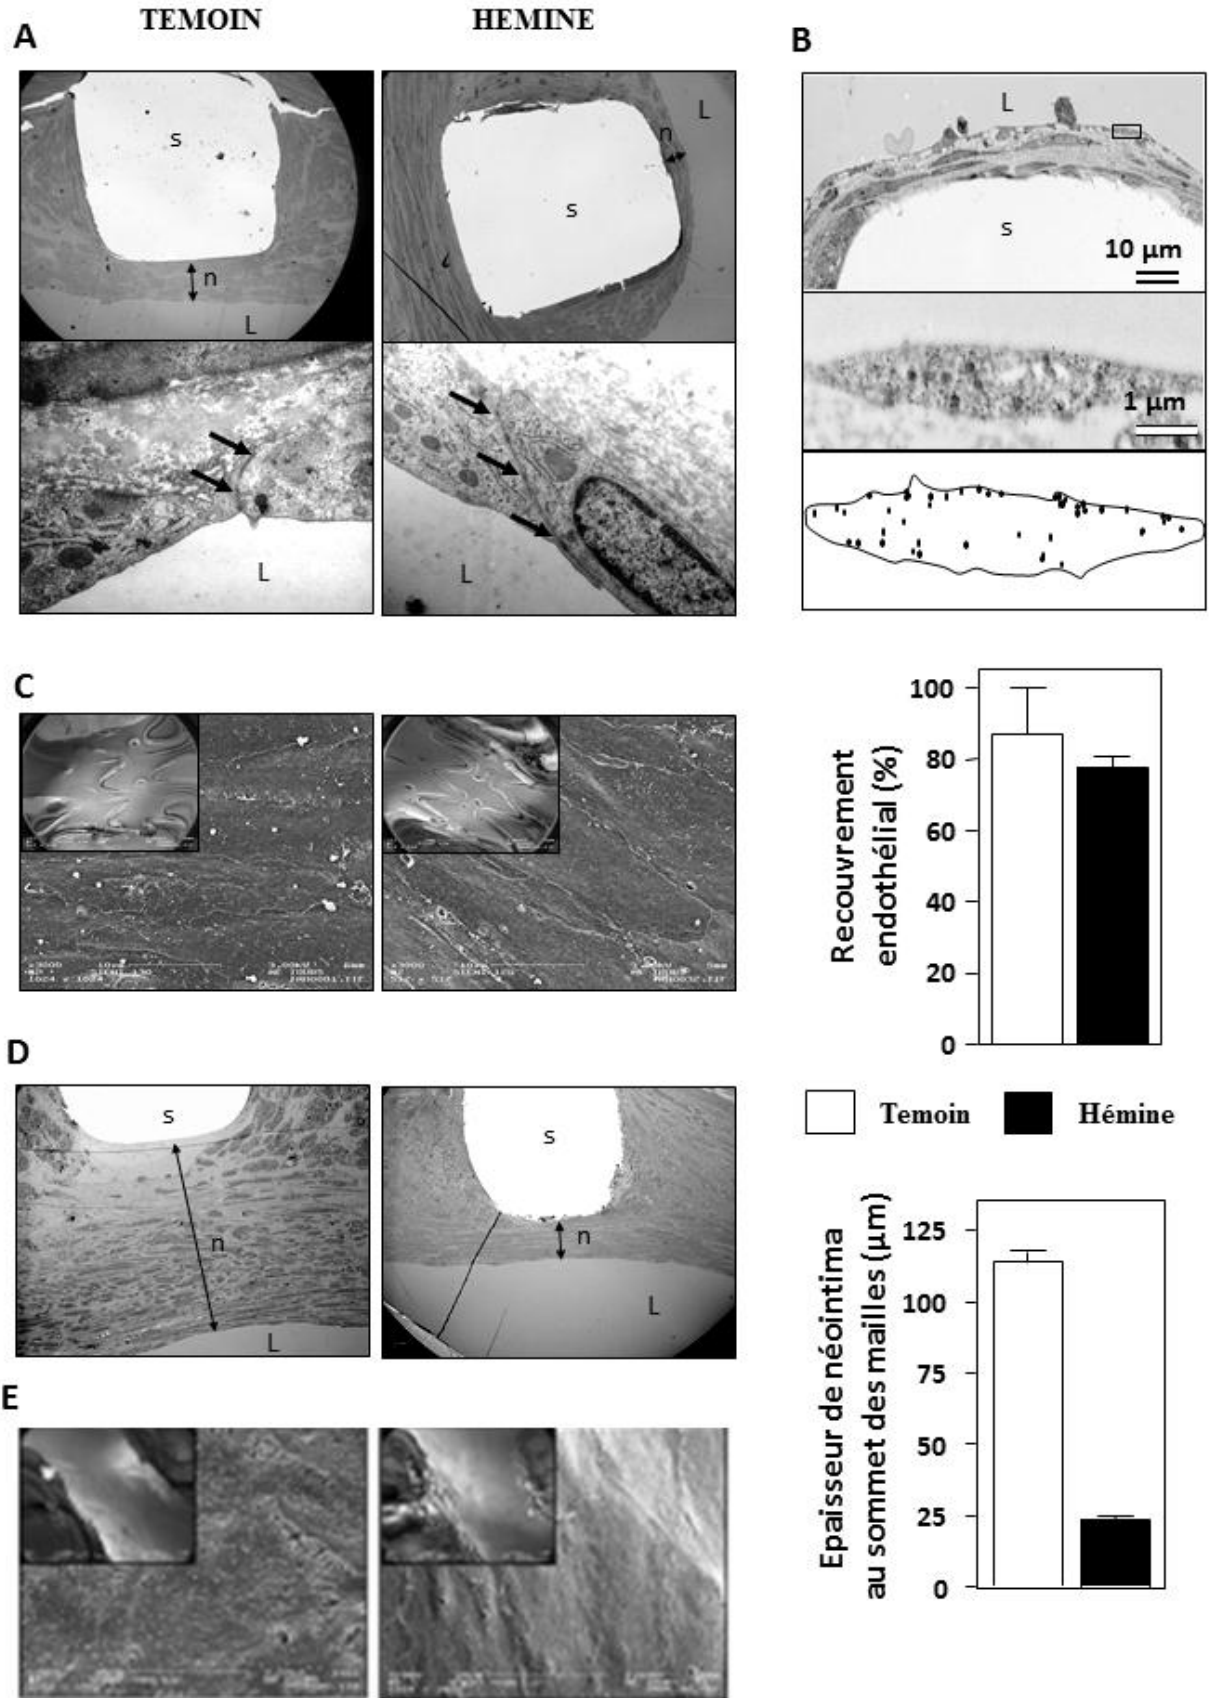 TEMOIN
HEMINE
A
B
s
n
L
n
L
s
L
s
10 µm
1 µm
L
L
C
Recouvrement
endothélial (%)
100
80
60
40
20
0
Temoin
Hémine
D
s
n
L
s
n
L
Epaisseur de néointima
au sommet des mailles (µm)
125
100
75
50
25
0
E